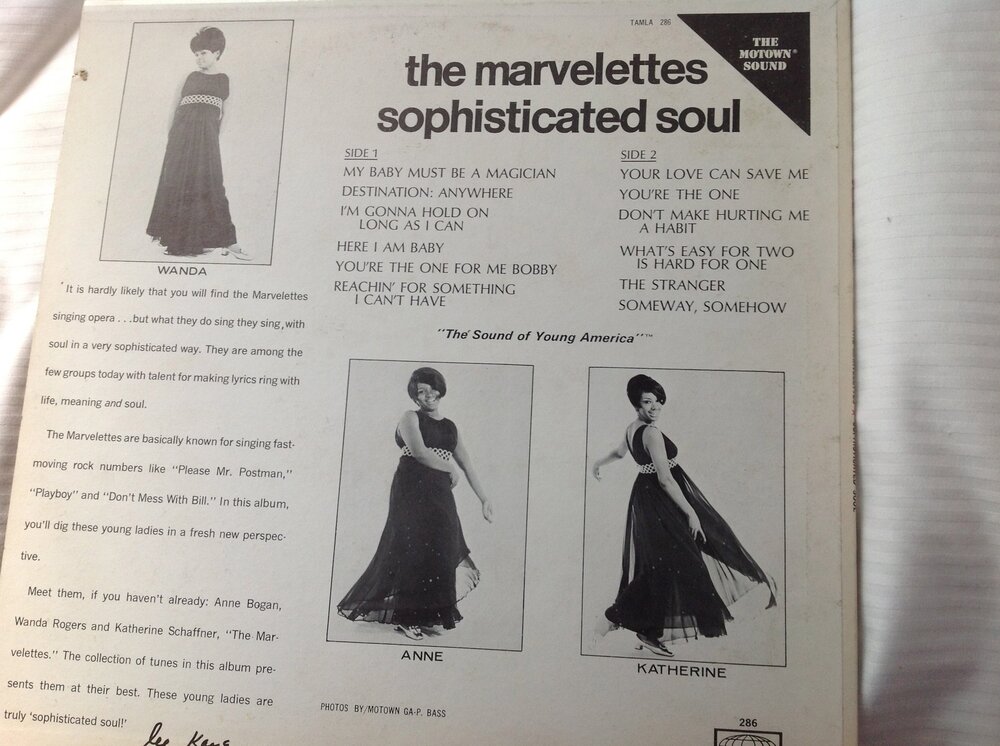 TAMLA 286
THE
MOTOWN®
SOUND
the marvelettes
sophisticated soul
SIDE 1
MY BABY MUST BE A MAGICIAN
DESTINATION: ANYWHERE
I'M GONNA HOLD ON
LONG AS I CAN
HERE I AM BABY
YOU'RE THE ONE FOR ME BOBBY
REACHIN' FOR SOMETHING
I CAN'T HAVE
SIDE 2
YOUR LOVE CAN SAVE ME
YOU'RE THE ONE
DON'T MAKE HURTING ME
A HABIT
WHAT'S EASY FOR TWO
IS HARD FOR ONE
THE STRANGER
SOMEWAY, SOMEHOW
"The Sound of Young America"™
WANDA
It is hardly likely that you will find the Marvelettes
singing opera ... but what they do sing they sing, with
soul in a very sophisticated way. They are among the
few groups today with talent for making lyrics ring with
life, meaning and soul.
The Marvelettes are basically known for singing fast-
moving rock numbers like "Please Mr. Postman,"
"Playboy" and "Don't Mess With Bill." In this album,
you'll dig these young ladies in a fresh new perspec-
tive.
Meet them, if you haven't already: Anne Bogan,
Wanda Rogers and Katherine Schaffner, "The Mar-
velettes." The collection of tunes in this album pre-
sents them at their best. These young ladies are
truly 'sophisticated soul!'
ANNE
KATHERINE
PHOTOS BY/MOTOWN GA-P. BASS
286